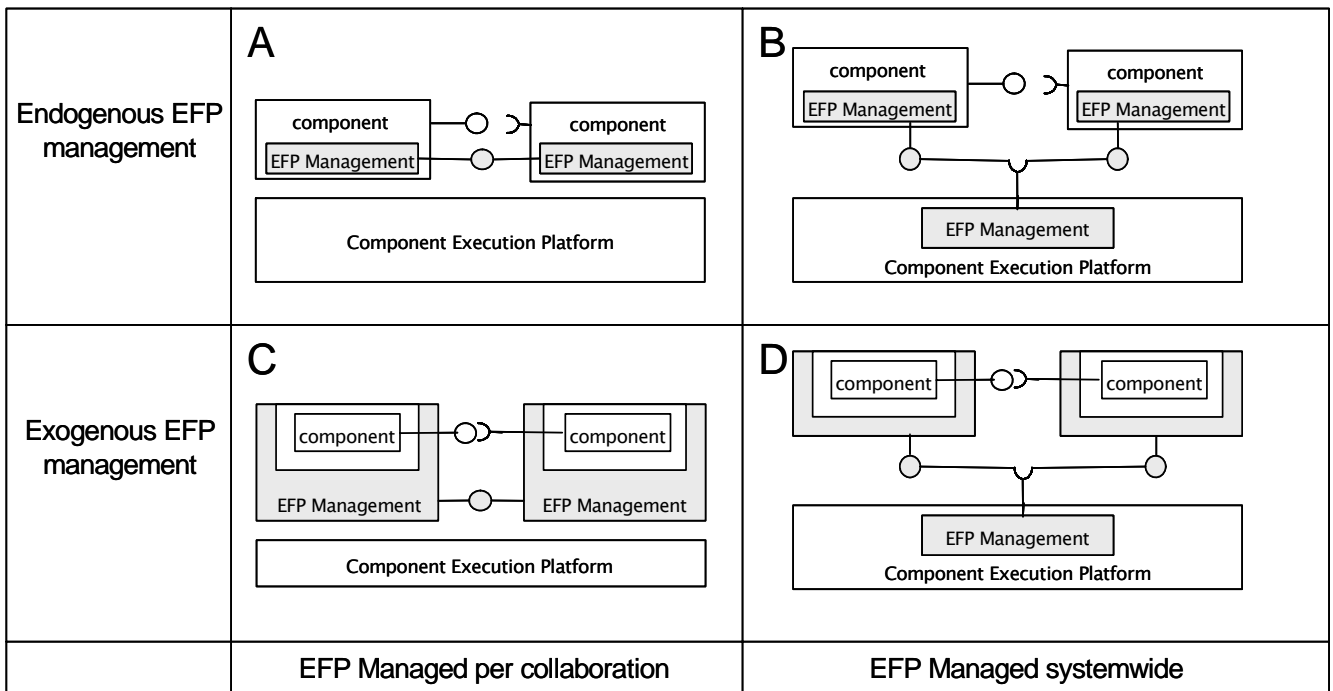 Endogenous EFP
management
A
component
component
EFP Management
EFP Management
Component Execution Platform
B
component
component
EFP Management
EFP Management
EFP Management
Component Execution Platform
Exogenous EFP
management
C
component
component
EFP Management
EFP Management
Component Execution Platform
D
component
component
EFP Management
Component Execution Platform
EFP Managed per collaboration
EFP Managed systemwide